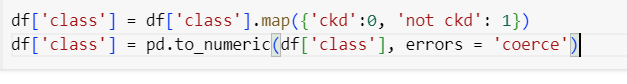 df['class'] = df['class'].map({'ckd':0, 'not ckd': 1})
df['class'] = pd.to_numeric(df['class'], errors = 'coerce')